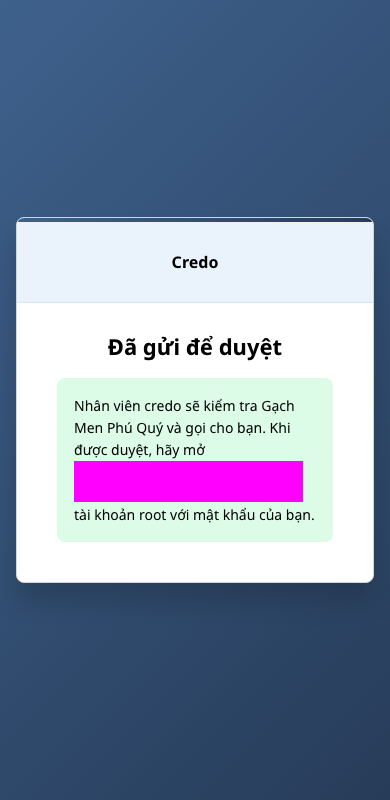 Credo
Đã gửi để duyệt
Nhân viên credo sẽ kiểm tra Gạch
Men Phú Quý và gọi cho bạn. Khi
được duyệt, hãy mở
tài khoản root với mật khẩu của bạn.